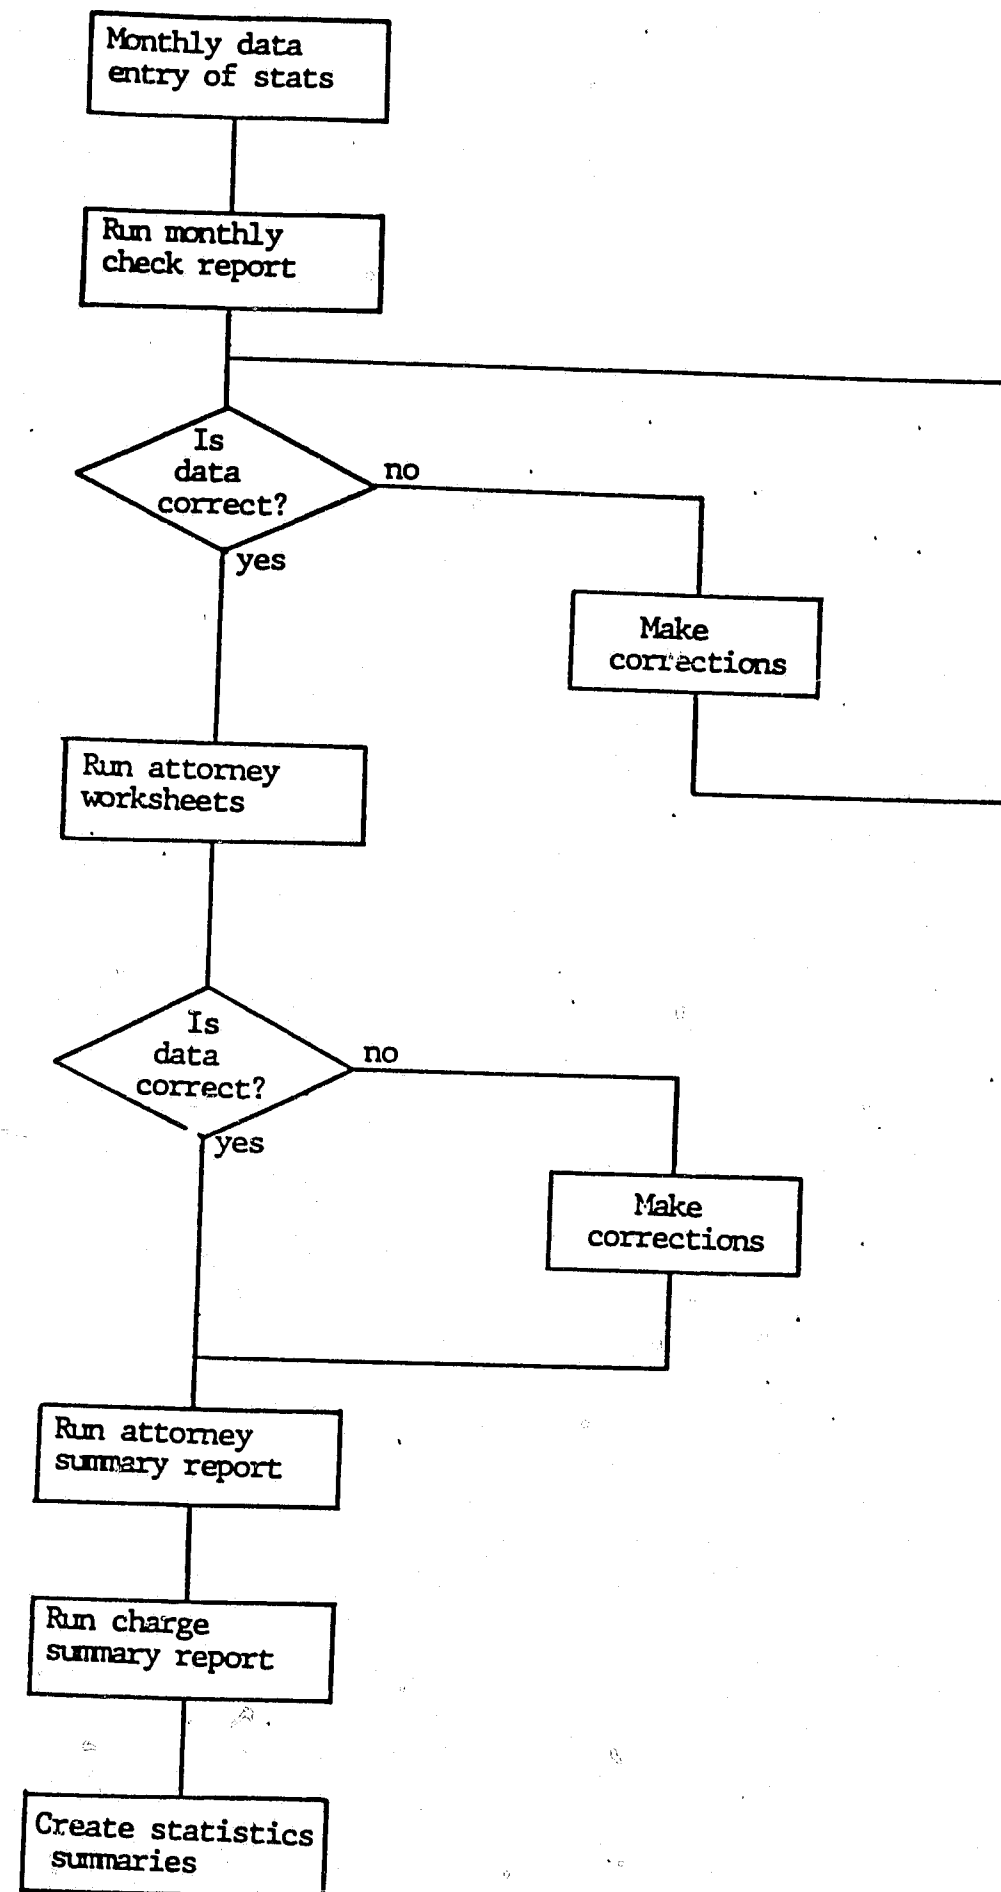 Monthly data
entry of stats
Run monthly
check report
Is
data
correct?
no
yes
Make
corrections
Run attorney
worksheets
Is
data
correct?
no
yes
Make
corrections
Run attorney
summary report
Run charge
summary report
Create statistics
summaries